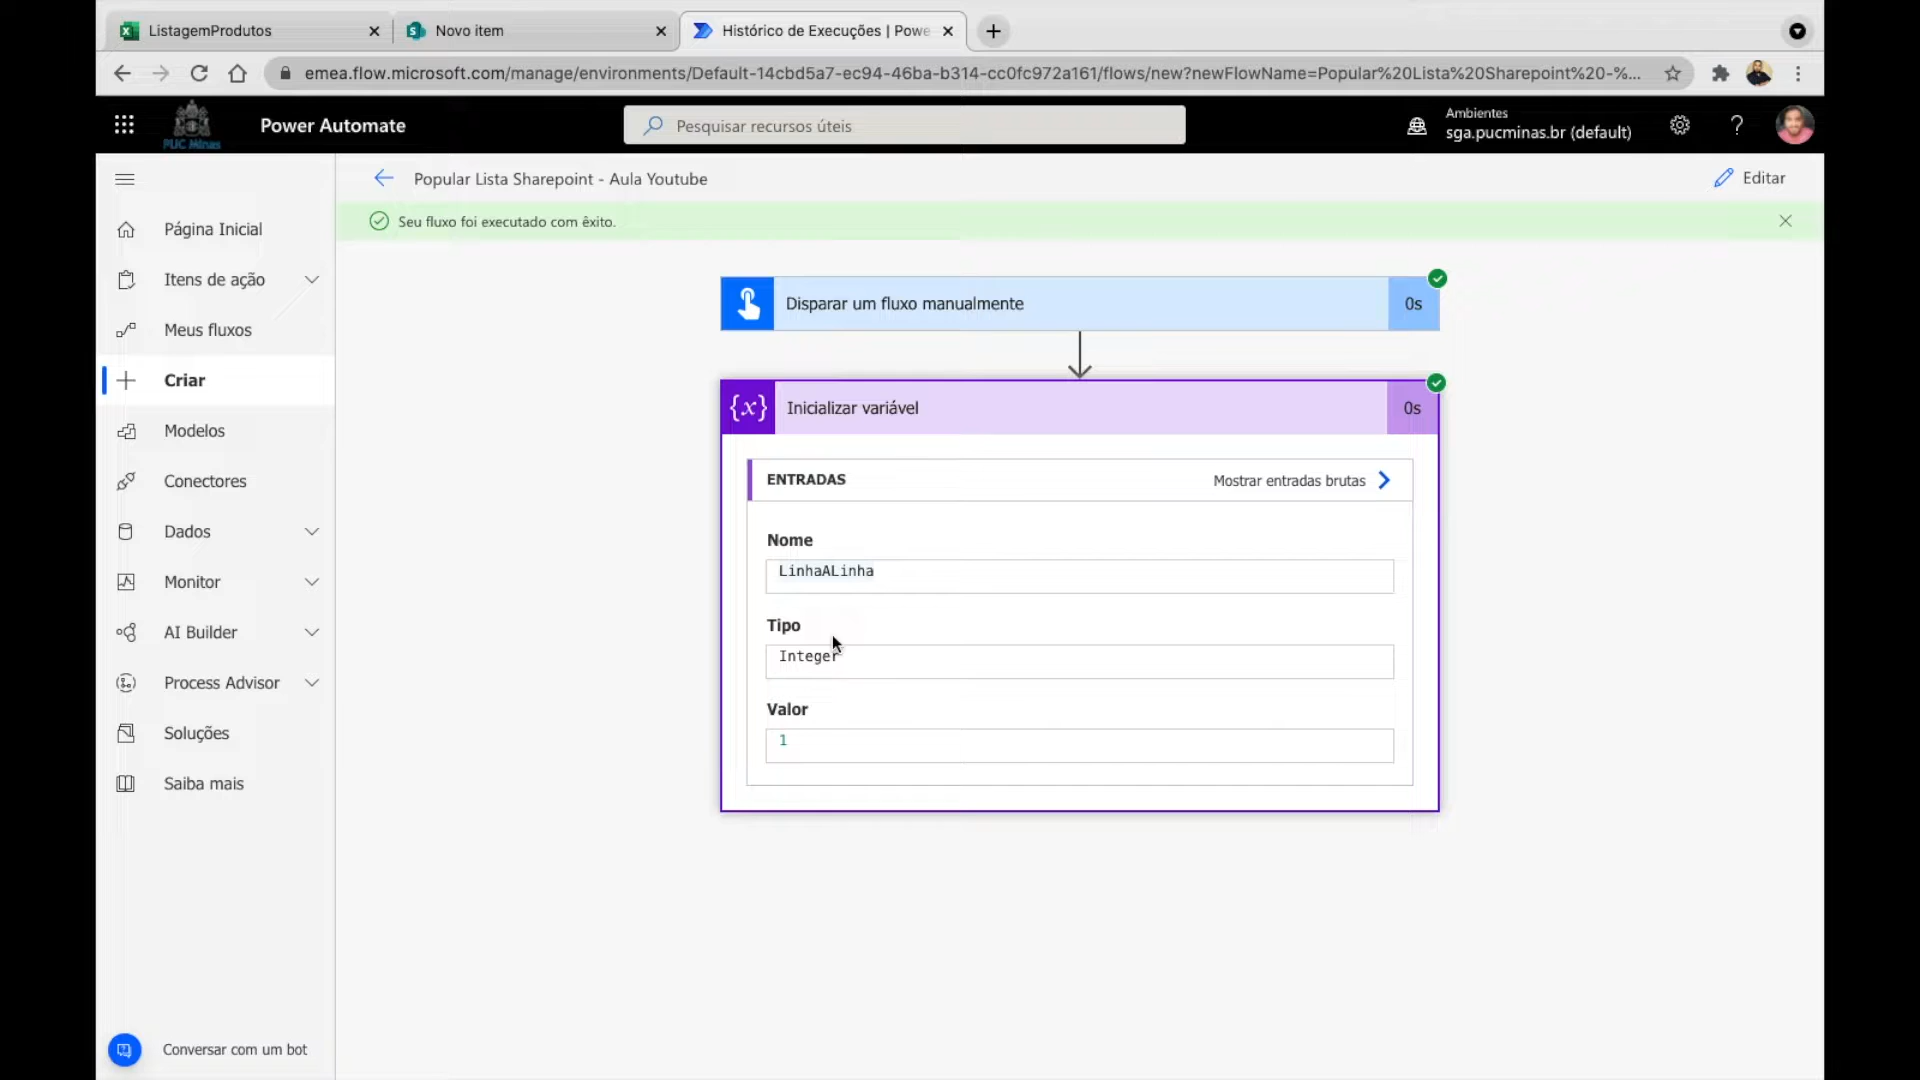 ListagemProdutos
Novo item
Histórico de Execuções | Powe
emea.flow.microsoft.com/manage/environments/Default-14cbd5a7-ec94-46ba-b314-cc0fc972a161/flows/new?newFlowName=Popular%20Lista%20Sharepoint%20-%...
PUC Minas
Power Automate
Pesquisar recursos úteis
Ambientes
sga.pucminas.br (default)
Popular Lista Sharepoint - Aula Youtube
Editar
Seu fluxo foi executado com êxito.
Página Inicial
Itens de ação
Meus fluxos
Criar
Modelos
Conectores
Dados
Monitor
AI Builder
Process Advisor
Soluções
Saiba mais
Conversar com um bot
Disparar um fluxo manualmente
0s
{x}
Inicializar variável
0s
ENTRADAS
Mostrar entradas brutas
Nome
LinhaALinha
Tipo
Integer
Valor
1